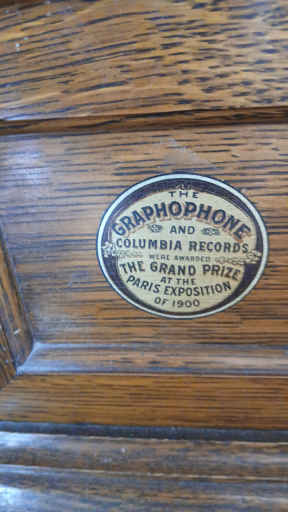 THE
GRAPHOPHONE
AND
COLUMBIA RECORDS
WERE AWARDED
THE GRAND PRIZE
AT THE
PARIS EXPOSITION
OF 1900